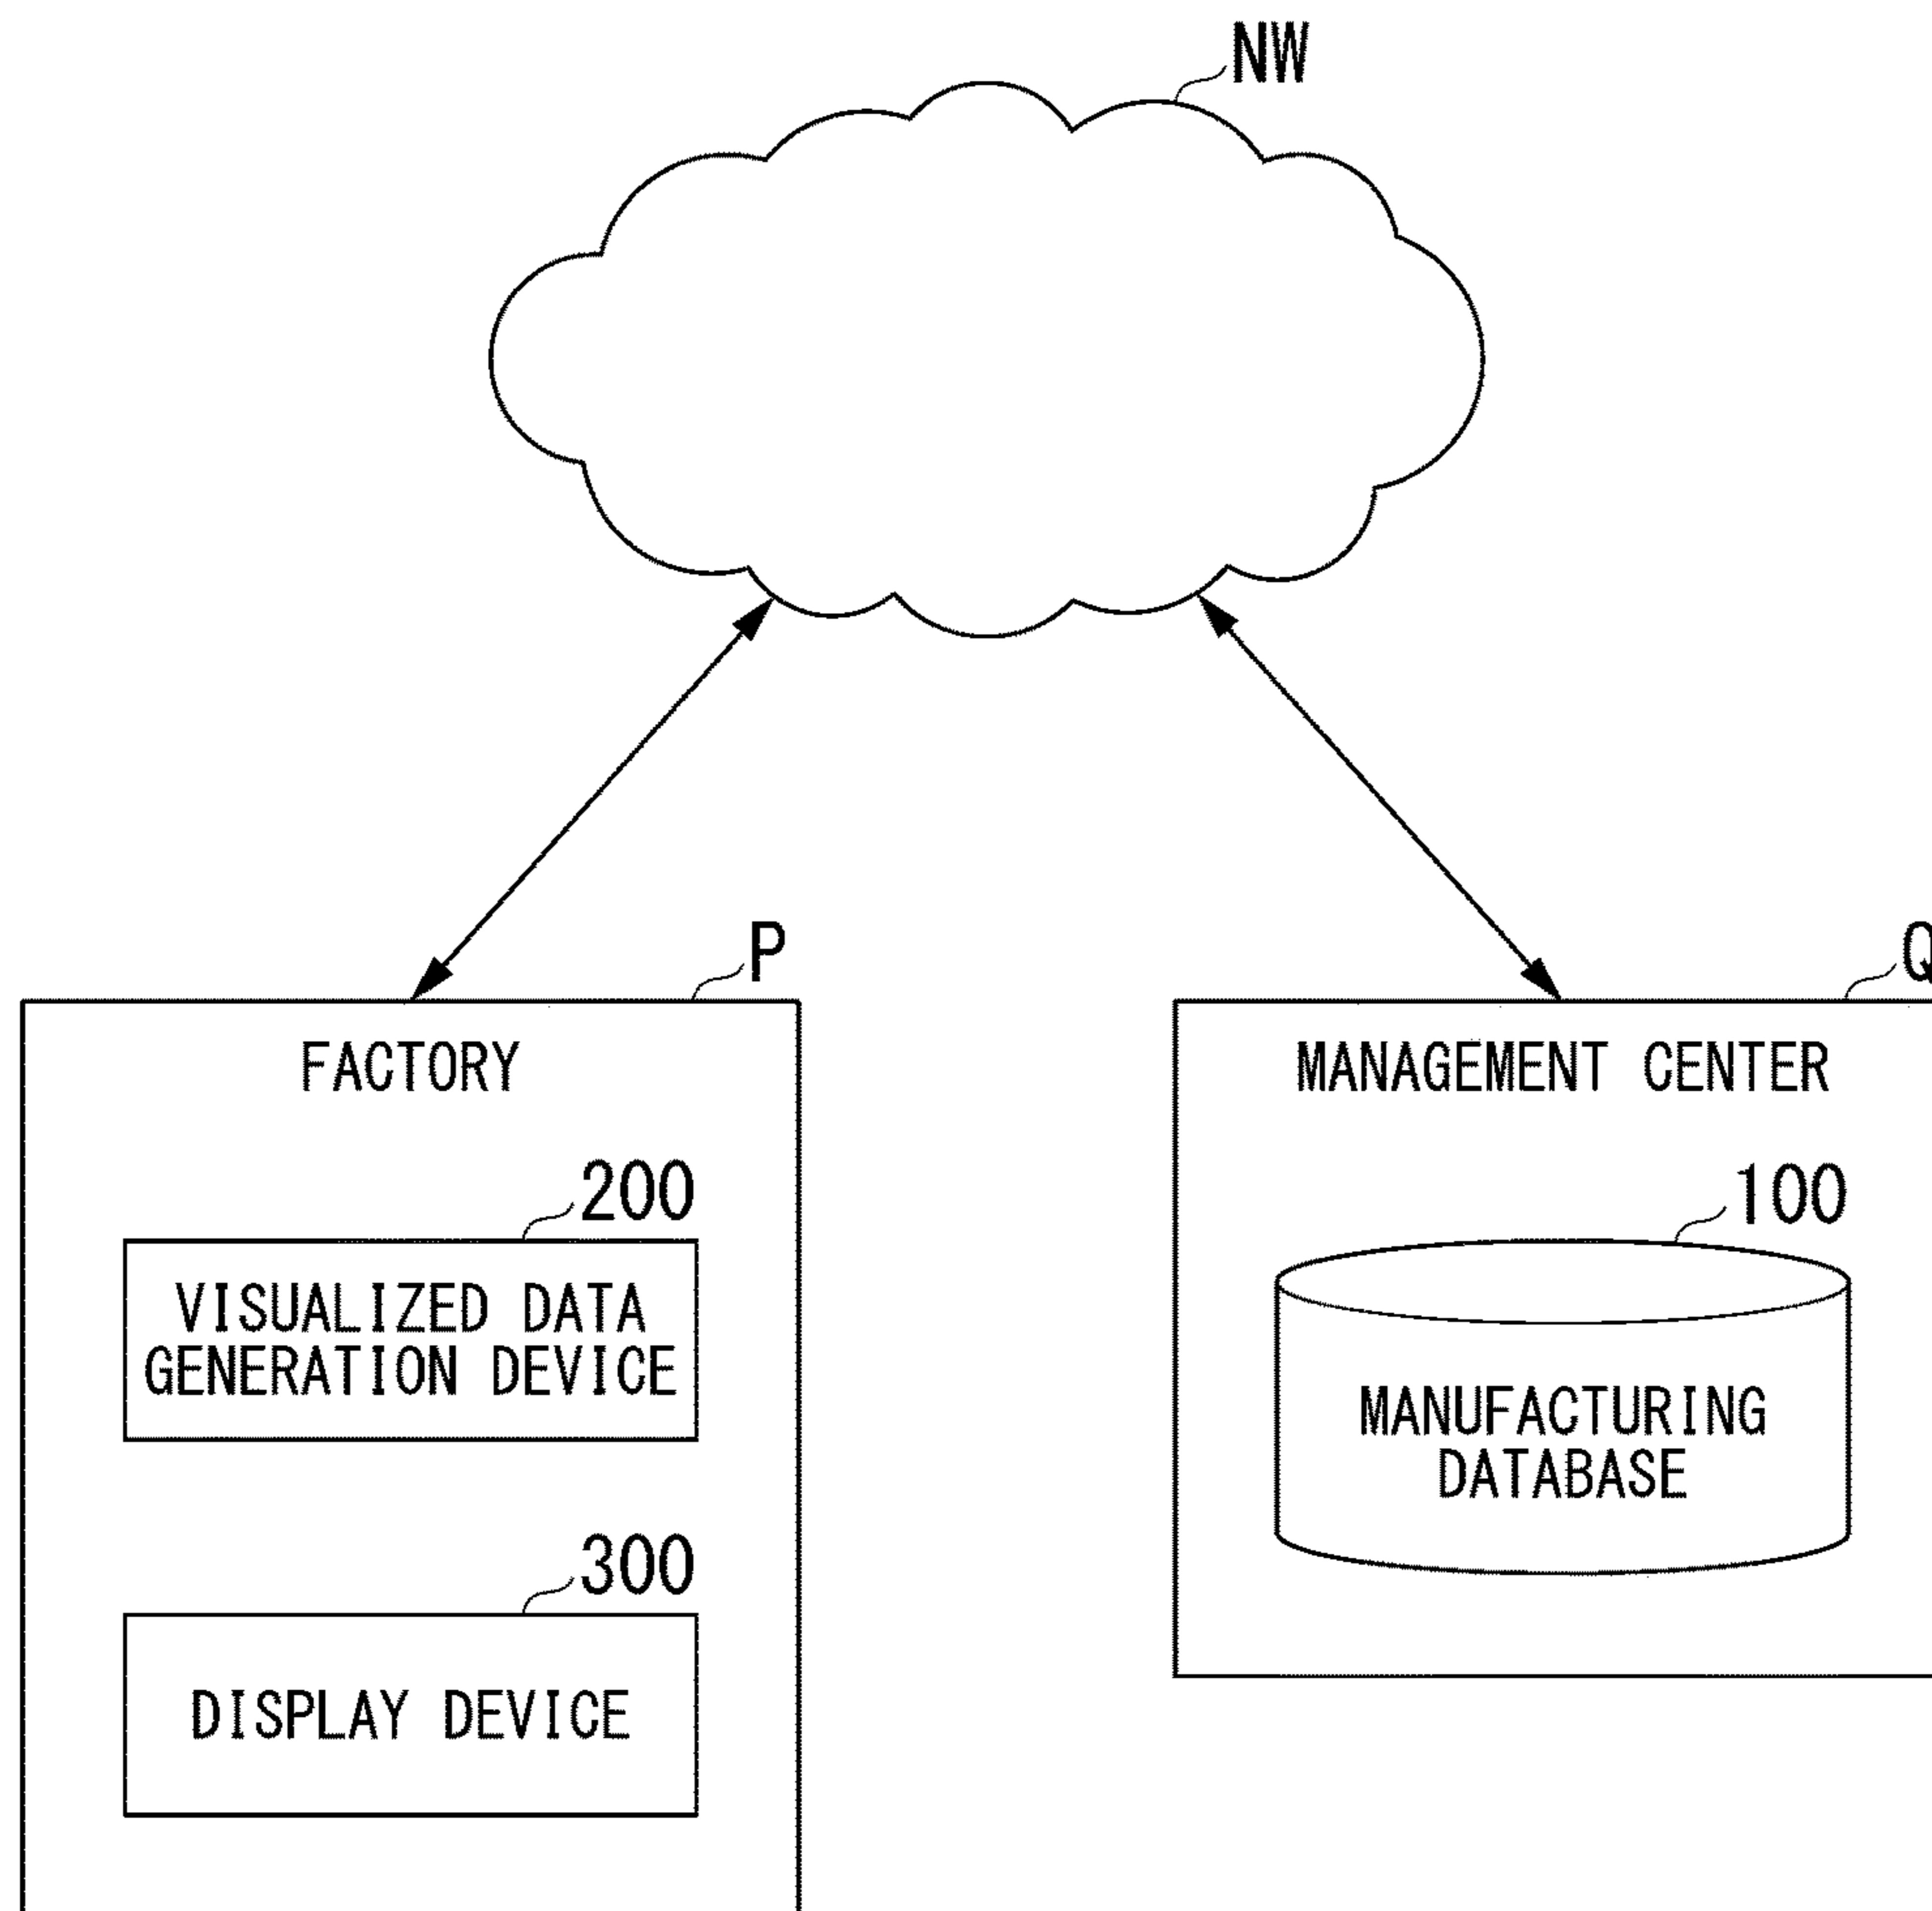 NW
P
FACTORY
200
VISUALIZED DATA
GENERATION DEVICE
300
DISPLAY DEVICE
Q
MANAGEMENT CENTER
100
MANUFACTURING
DATABASE